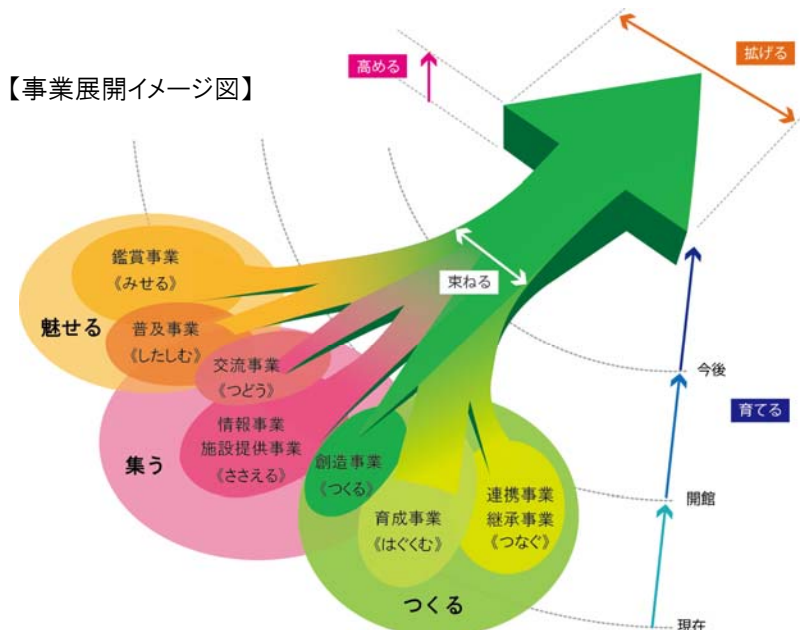 【事業展開イメージ図】
高める
拡げる
鑑賞事業
《みせる》
魅せる
普及事業
《したしむ》
束ねる
交流事業
《つどう》
今後
育てる
情報事業
施設提供事業
《ささえる》
集う
創造事業
《つくる》
連携事業
継承事業
《つなぐ》
育成事業
《はぐくむ》
開館
つくる
現在